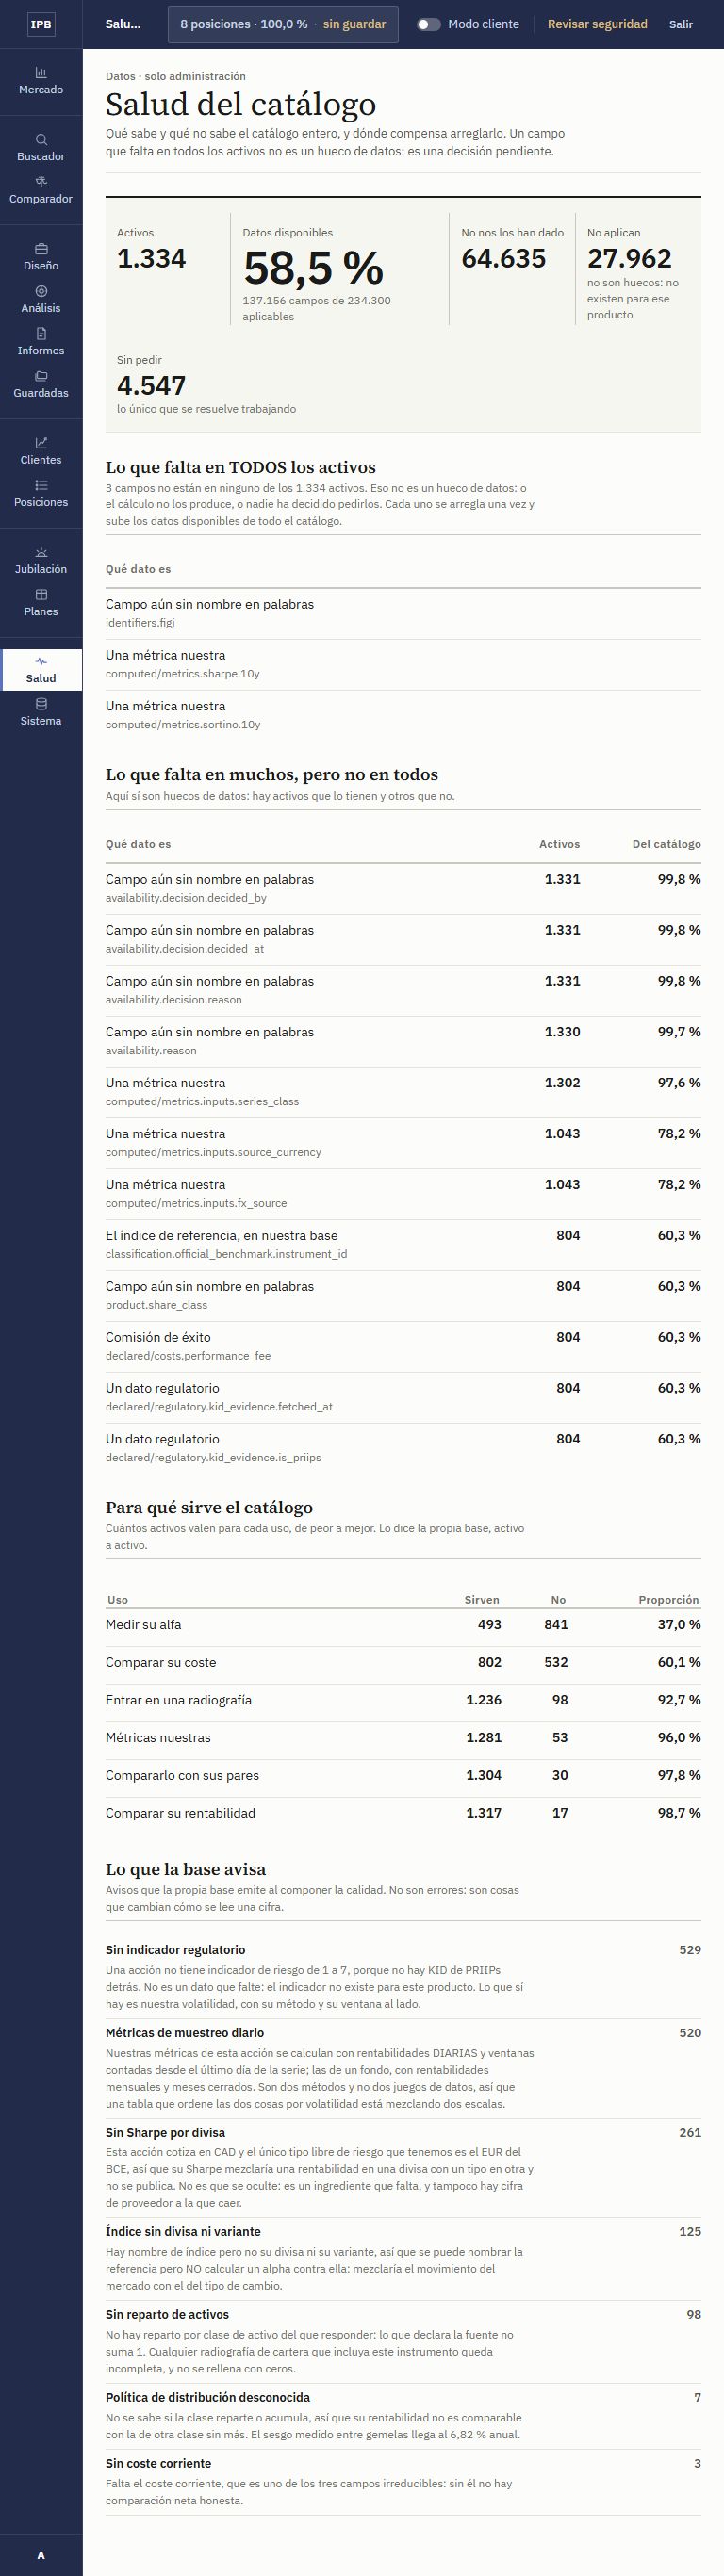 IPB
Salu...
8 posiciones · 100,0 % · sin guardar
Modo cliente
Revisar seguridad
Salir
Mercado
Buscador
Comparador
Diseño
Análisis
Informes
Guardadas
Clientes
Posiciones
Jubilación
Planes
Salud
Sistema
A
Datos · solo administración
Salud del catálogo
Qué sabe y qué no sabe el catálogo entero, y dónde compensa arreglarlo. Un campo
que falta en todos los activos no es un hueco de datos: es una decisión pendiente.
Activos
1.334
Datos disponibles
58,5 %
137.156 campos de 234.300
aplicables
No nos los han dado
64.635
No aplican
27.962
no son huecos: no
existen para ese
producto
Sin pedir
4.547
lo único que se resuelve trabajando
Lo que falta en TODOS los activos
3 campos no están en ninguno de los 1.334 activos. Eso no es un hueco de datos: o
el cálculo no los produce, o nadie ha decidido pedirlos. Cada uno se arregla una vez y
sube los datos disponibles de todo el catálogo.
Qué dato es
Campo aún sin nombre en palabras
identifiers.figi
Una métrica nuestra
computed/metrics.sharpe.10y
Una métrica nuestra
computed/metrics.sortino.10y
Lo que falta en muchos, pero no en todos
Aquí sí son huecos de datos: hay activos que lo tienen y otros que no.
Qué dato es Activos Del catálogo
Campo aún sin nombre en palabras 1.331 99,8 %
availability.decision.decided_by
Campo aún sin nombre en palabras 1.331 99,8 %
availability.decision.decided_at
Campo aún sin nombre en palabras 1.331 99,8 %
availability.decision.reason
Campo aún sin nombre en palabras 1.330 99,7 %
availability.reason
Una métrica nuestra 1.302 97,6 %
computed/metrics.inputs.series_class
Una métrica nuestra 1.043 78,2 %
computed/metrics.inputs.source_currency
Una métrica nuestra 1.043 78,2 %
computed/metrics.inputs.fx_source
El índice de referencia, en nuestra base 804 60,3 %
classification.official_benchmark.instrument_id
Campo aún sin nombre en palabras 804 60,3 %
product.share_class
Comisión de éxito 804 60,3 %
declared/costs.performance_fee
Un dato regulatorio 804 60,3 %
declared/regulatory.kid_evidence.fetched_at
Un dato regulatorio 804 60,3 %
declared/regulatory.kid_evidence.is_priips
Para qué sirve el catálogo
Cuántos activos valen para cada uso, de peor a mejor. Lo dice la propia base, activo
a activo.
Uso Sirven No Proporción
Medir su alfa 493 841 37,0 %
Comparar su coste 802 532 60,1 %
Entrar en una radiografía 1.236 98 92,7 %
Métricas nuestras 1.281 53 96,0 %
Compararlo con sus pares 1.304 30 97,8 %
Comparar su rentabilidad 1.317 17 98,7 %
Lo que la base avisa
Avisos que la propia base emite al componer la calidad. No son errores: son cosas
que cambian cómo se lee una cifra.
Sin indicador regulatorio 529
Una acción no tiene indicador de riesgo de 1 a 7, porque no hay KID de PRIIPs
detrás. No es un dato que falte: el indicador no existe para este producto. Lo que sí
hay es nuestra volatilidad, con su método y su ventana al lado.
Métricas de muestreo diario 520
Nuestras métricas de esta acción se calculan con rentabilidades DIARIAS y ventanas
contadas desde el último día de la serie; las de un fondo, con rentabilidades
mensuales y meses cerrados. Son dos métodos y no dos juegos de datos, así que
una tabla que ordene las dos cosas por volatilidad está mezclando dos escalas.
Sin Sharpe por divisa 261
Esta acción cotiza en CAD y el único tipo libre de riesgo que tenemos es el EUR del
BCE, así que su Sharpe mezclaría una rentabilidad en una divisa con un tipo en otra y
no se publica. No es que se oculte: es un ingrediente que falta, y tampoco hay cifra
de proveedor a la que caer.
Índice sin divisa ni variante 125
Hay nombre de índice pero no su divisa ni su variante, así que se puede nombrar la
referencia pero NO calcular un alpha contra ella: mezclaría el movimiento del
mercado con el del tipo de cambio.
Sin reparto de activos 98
No hay reparto por clase de activo del que responder: lo que declara la fuente no
suma 1. Cualquier radiografía de cartera que incluya este instrumento queda
incompleta, y no se rellena con ceros.
Política de distribución desconocida 7
No se sabe si la clase reparte o acumula, así que su rentabilidad no es comparable
con la de otra clase sin más. El sesgo medido entre gemelas llega al 6,82 % anual.
Sin coste corriente 3
Falta el coste corriente, que es uno de los tres campos irreducibles: sin él no hay
comparación neta honesta.